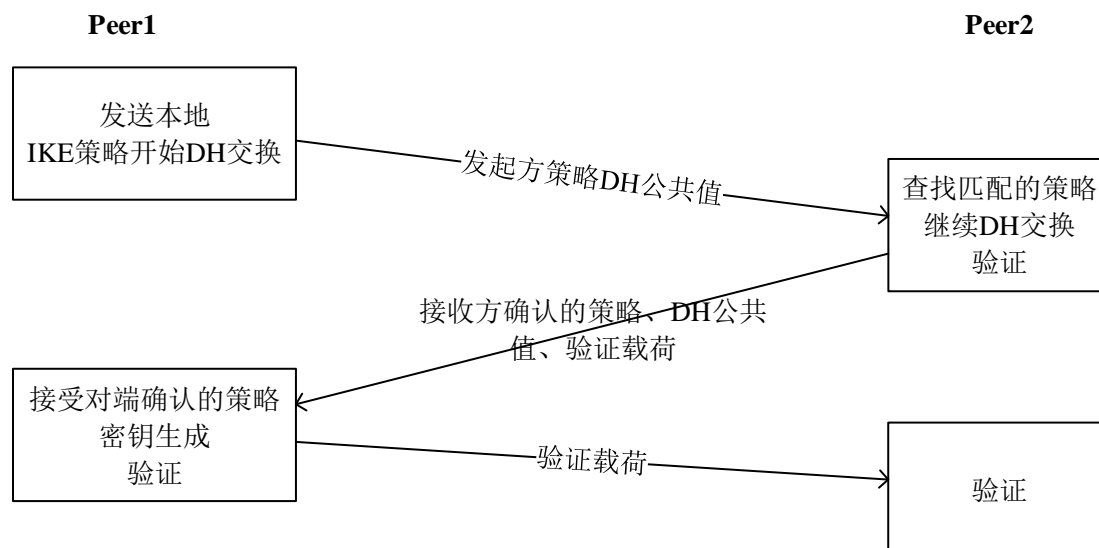 Peer1
Peer2
发送本地
IKE策略开始DH交换
发起方策略DH公共值
查找匹配的策略
继续DH交换
验证
接收方确认的策略、DH公共
值、验证载荷
接受对端确认的策略
密钥生成
验证
验证载荷
验证